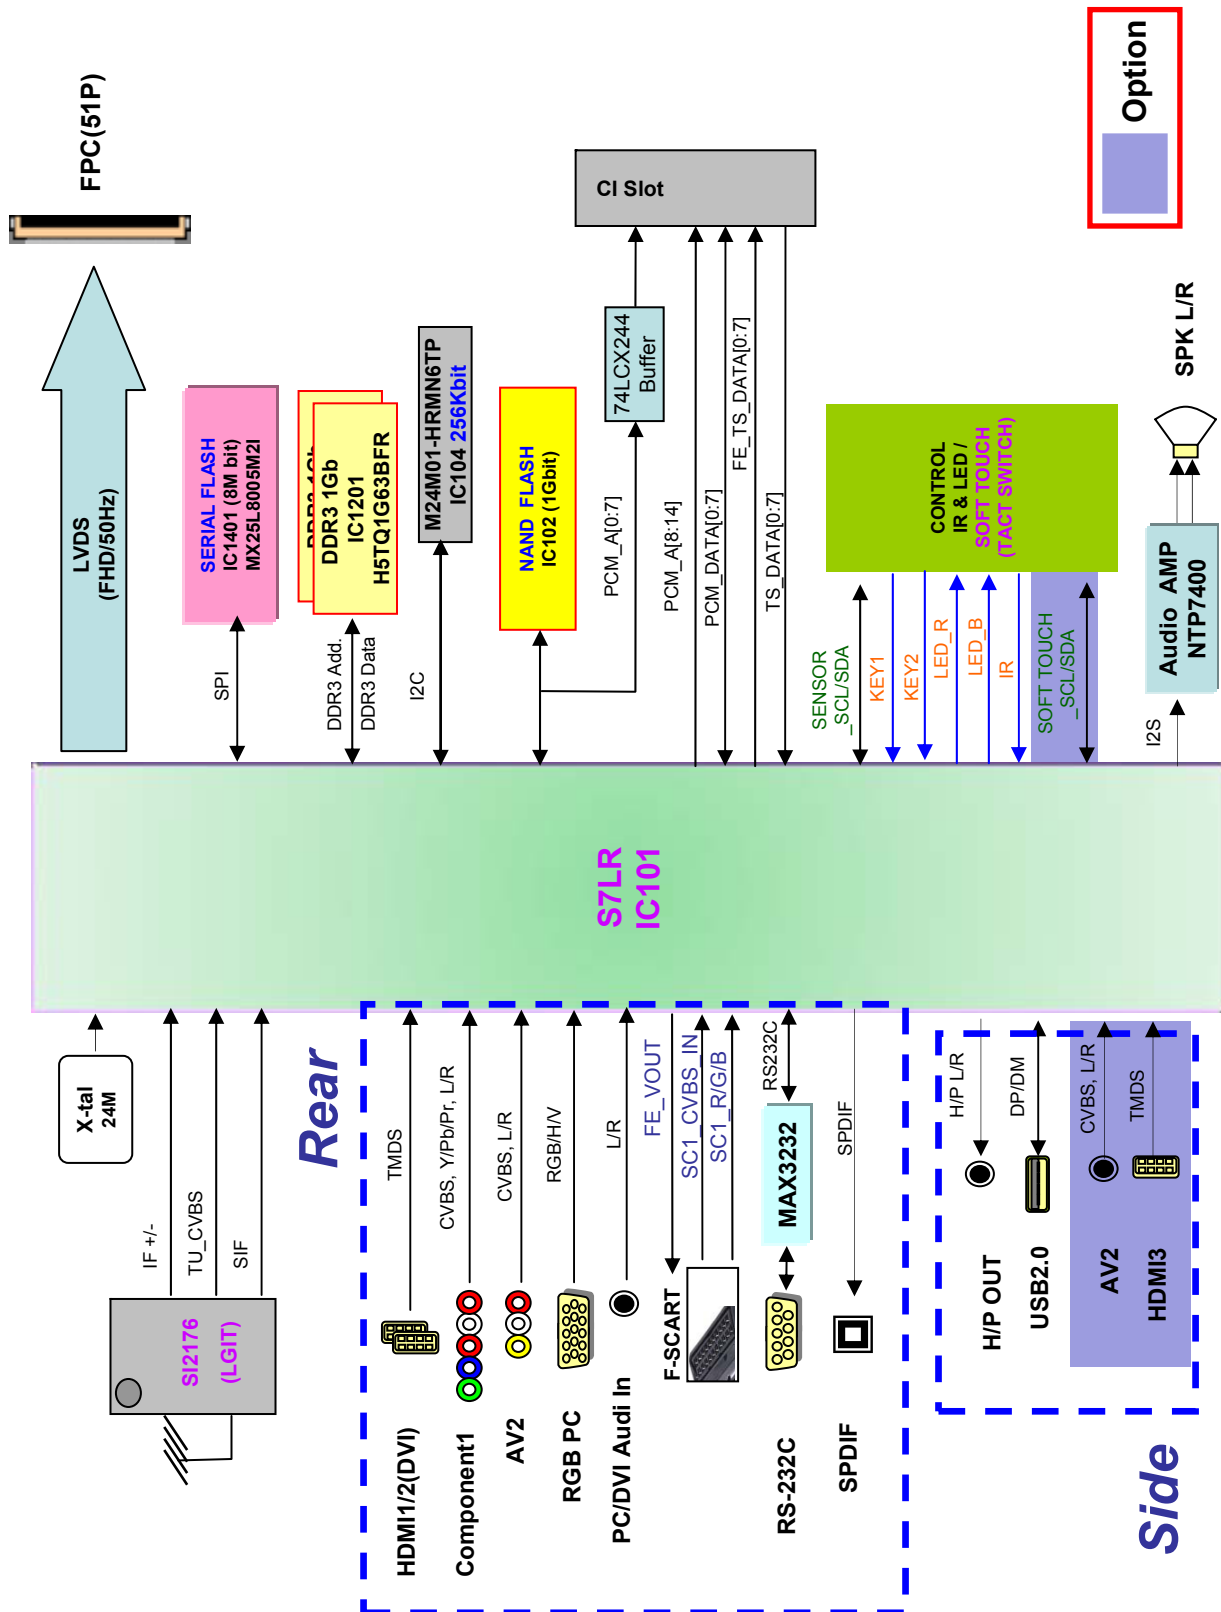 Option
FPC(51P)
LVDS
(FHD/50Hz)
SERIAL FLASH
IC1401 (8M bit)
MX25L8005M2I
SPI
DDR3 1Gb
DDR3 1Gb
IC1201
H5TQ1G63BFR
DDR3 Add.
DDR3 Data
M24M01-HRMN6TP
IC104 256Kbit
I2C
NAND FLASH
IC102 (1Gbit)
74LCX244
Buffer
CI Slot
PCM_A[0:7]
PCM_A[8:14]
PCM_DATA[0:7]
FE_TS_DATA[0:7]
TS_DATA[0:7]
CONTROL
IR & LED /
SOFT TOUCH
(TACT SWITCH)
SENSOR
_SCL/SDA
KEY1
KEY2
LED_R
LED_B
IR
SOFT TOUCH
_SCL/SDA
SPK L/R
Audio AMP
NTP7400
I2S
S7LR
IC101
X-tal
24M
IF +/-
TU_CVBS
SIF
SI2176
(LGIT)
Rear
TMDS
CVBS, Y/Pb/Pr, L/R
CVBS, L/R
RGB/H/V
L/R
FE_VOUT
SC1_CVBS_IN
SC1_R/G/B
RS232C
SPDIF
MAX3232
HDMI1/2(DVI)
Component1
AV2
RGB PC
PC/DVI Audi In
F-SCART
RS-232C
SPDIF
H/P L/R
DP/DM
CVBS, L/R
TMDS
H/P OUT
USB2.0
AV2
HDMI3
Side